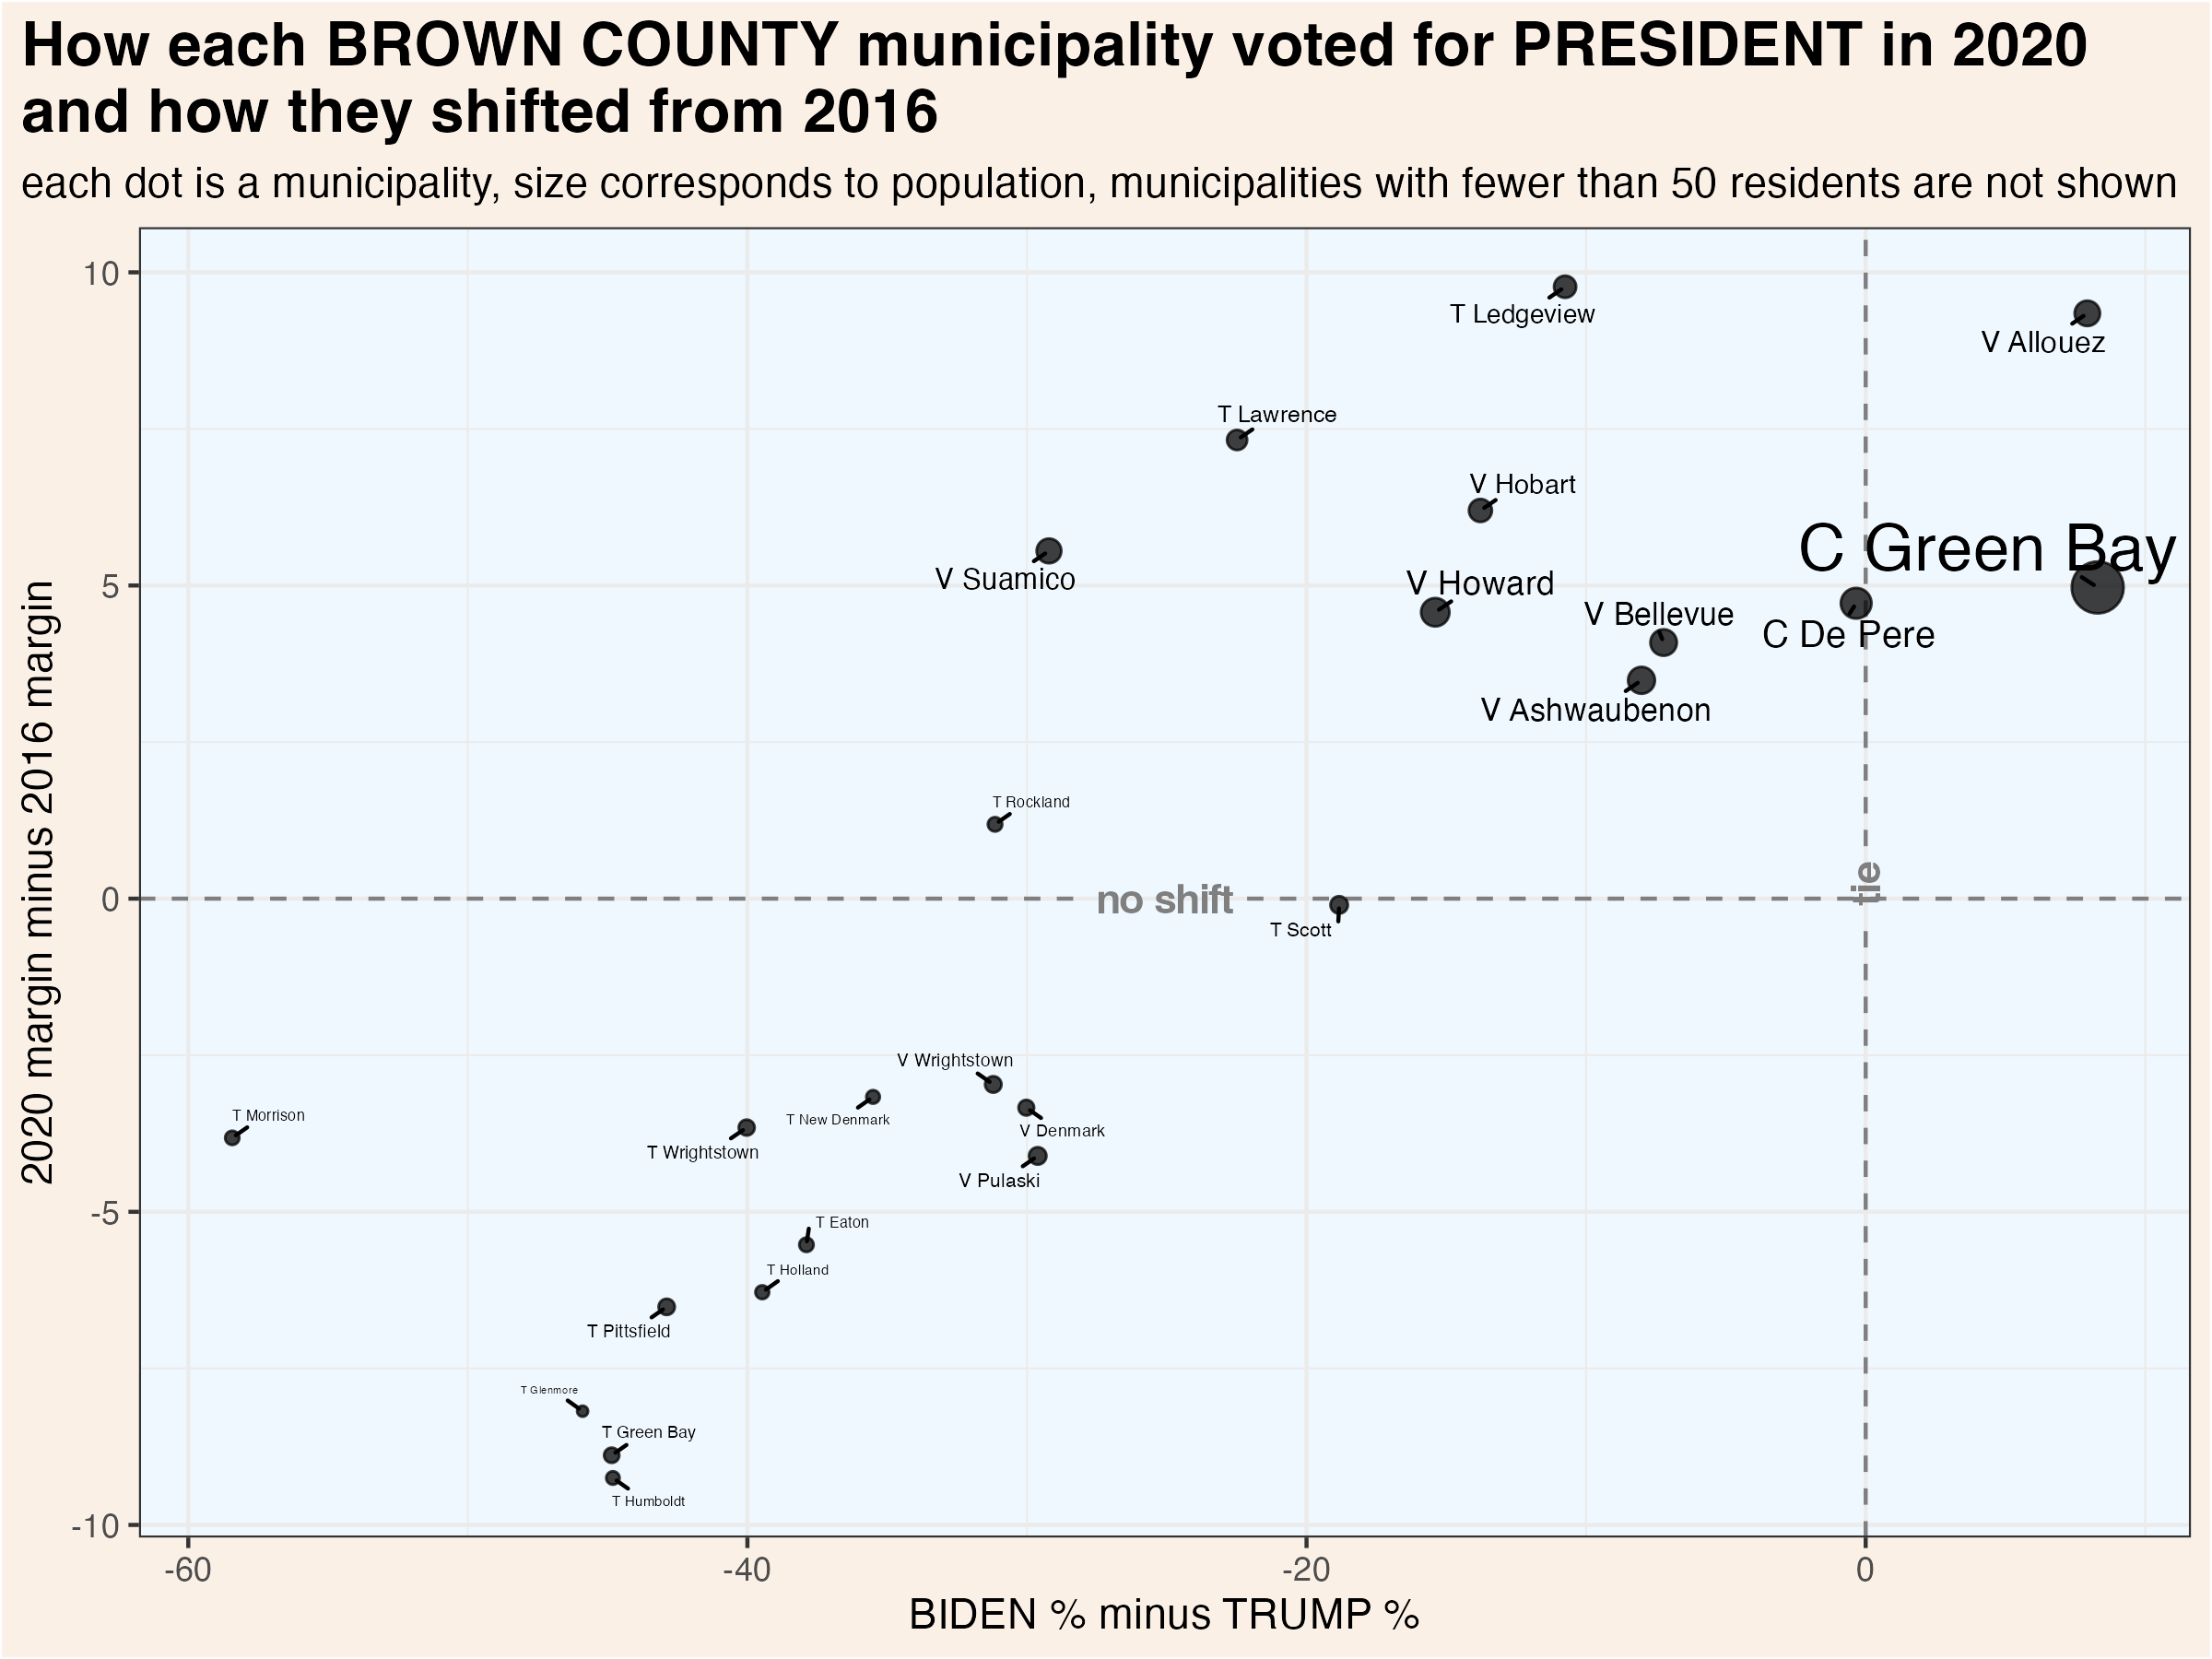 How each BROWN COUNTY municipality voted for PRESIDENT in 2020
and how they shifted from 2016
each dot is a municipality, size corresponds to population, municipalities with fewer than 50 residents are not shown
10
T Ledgeview
V Allouez
T Lawrence
V Hobart
C Green Bay
V Suamico
5
V Howard
V Bellevue
C De Pere
V Ashwaubenon
2020 margin minus 2016 margin
T Rockland
tie
0
no shift
T Scott
V Wrightstown
T Morrison
T New Denmark
V Denmark
T Wrightstown
V Pulaski
-5
T Eaton
T Holland
T Pittsfield
T Glenmore
T Green Bay
T Humboldt
-10
-60
-40
-20
0
BIDEN % minus TRUMP %